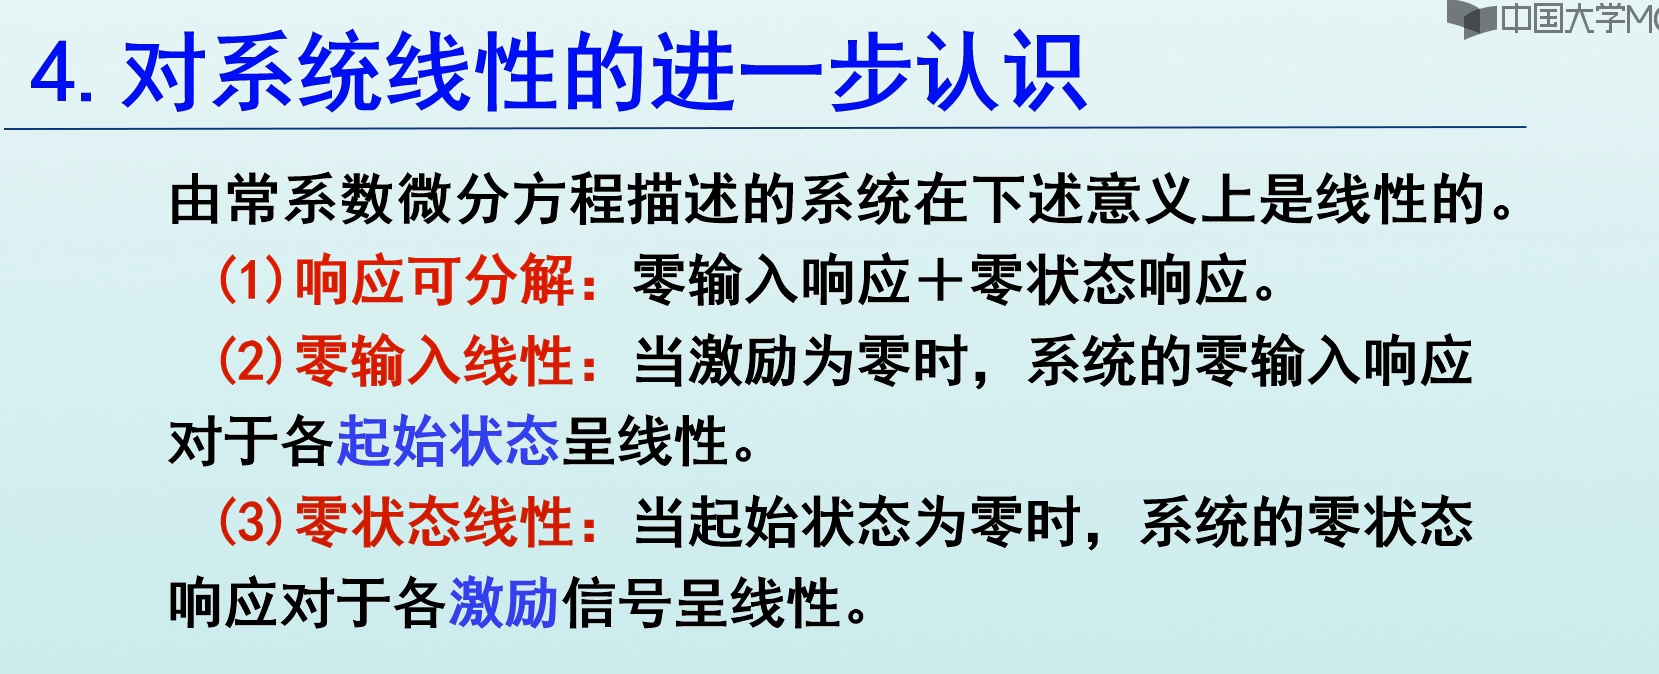 中国大学MO
4.对系统线性的进一步认识
由常系数微分方程描述的系统在下述意义上是线性的。
(1)响应可分解：零输入响应＋零状态响应。
(2)零输入线性：当激励为零时，系统的零输入响应
对于各起始状态呈线性。
(3)零状态线性：当起始状态为零时，系统的零状态
响应对于各激励信号呈线性。